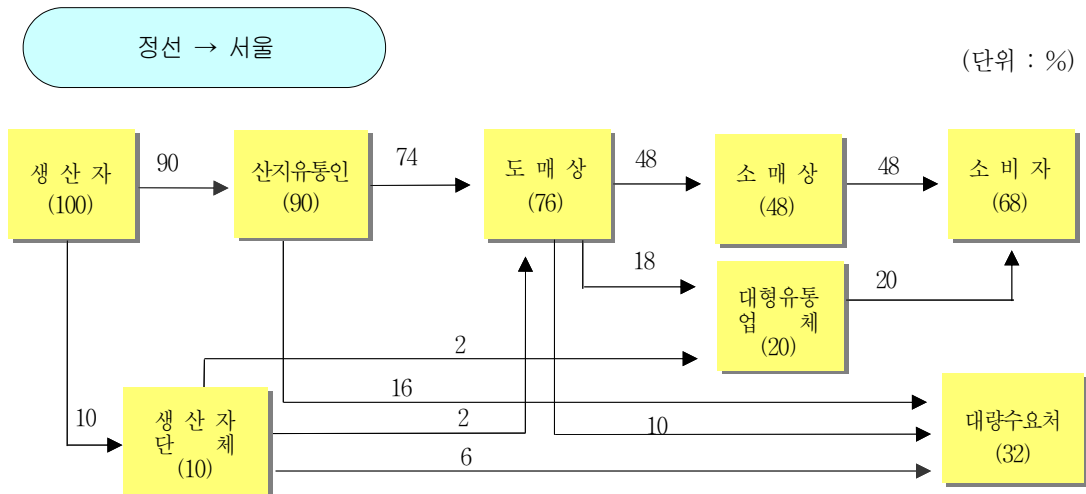 정선 → 서울
(단위 : %)
생 산 자
(100)
90
산지유통인
(90)
74
도 매 상
(76)
48
소 매 상
(48)
48
소 비 자
(68)
18
대형유통
업 체
(20)
20
2
16
10
생 산 자
단 체
(10)
2
10
6
대량수요처
(32)